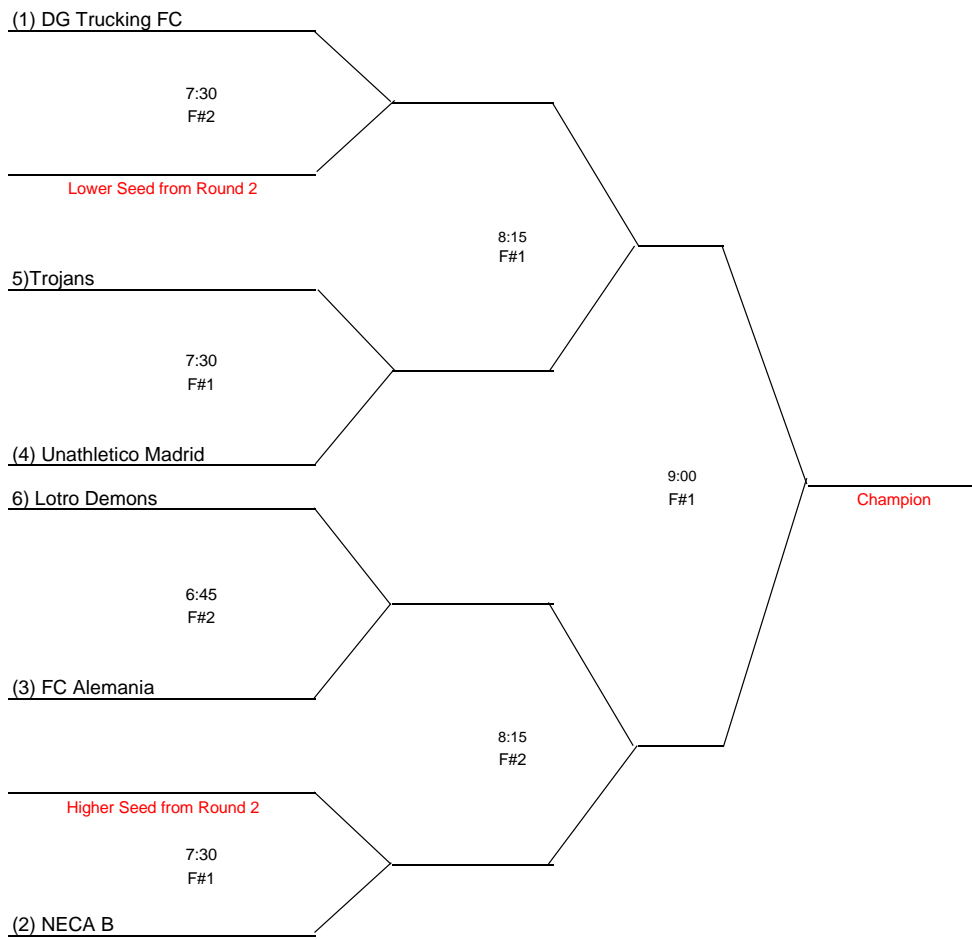 (1) DG Trucking FC
7:30
F#2
Lower Seed from Round 2
8:15
F#1
5)Trojans
7:30
F#1
(4) Unathletico Madrid
9:00
F#1
Champion
6) Lotro Demons
6:45
F#2
(3) FC Alemania
8:15
F#2
Higher Seed from Round 2
7:30
F#1
(2) NECA B